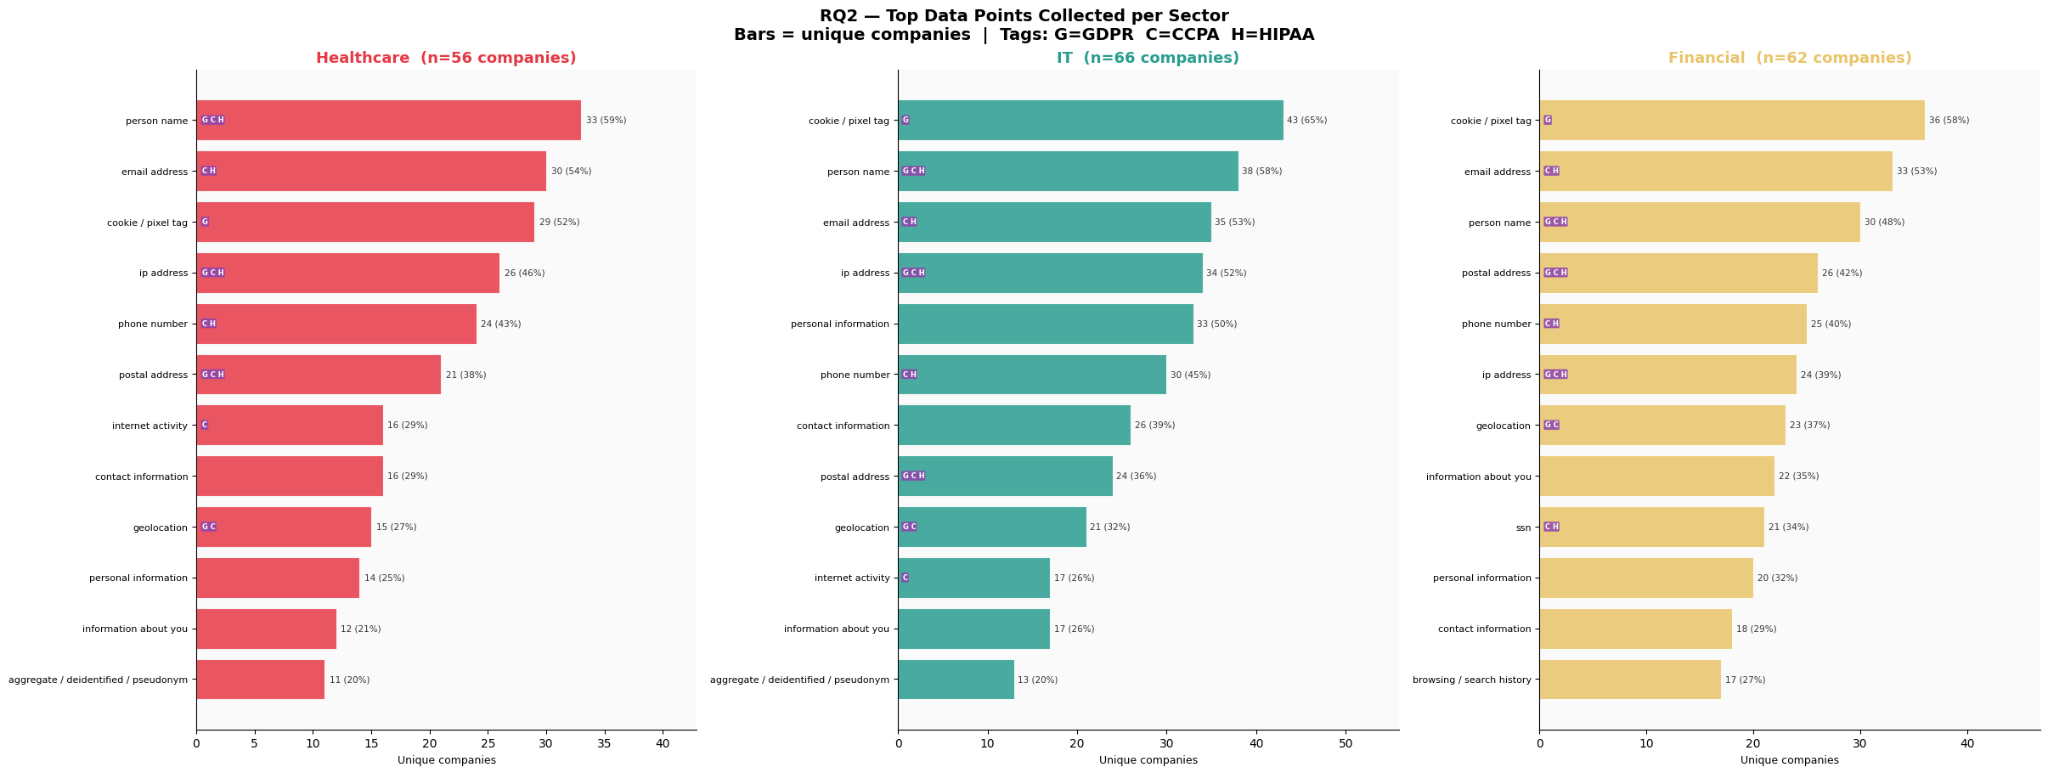 RQ2 — Top Data Points Collected per Sector
Bars = unique companies | Tags: G=GDPR C=CCPA H=HIPAA
Healthcare (n=56 companies)
person name G C H 33 (59%)
email address C H 30 (54%)
cookie / pixel tag G 29 (52%)
ip address G C H 26 (46%)
phone number C H 24 (43%)
postal address G C H 21 (38%)
internet activity C 16 (29%)
contact information 16 (29%)
geolocation G C 15 (27%)
personal information 14 (25%)
information about you 12 (21%)
aggregate / deidentified / pseudonym 11 (20%)
0 5 10 15 20 25 30 35 40
Unique companies
IT (n=66 companies)
cookie / pixel tag G 43 (65%)
person name G C H 38 (58%)
email address C H 35 (53%)
ip address G C H 34 (52%)
personal information 33 (50%)
phone number C H 30 (45%)
contact information 26 (39%)
postal address G C H 24 (36%)
geolocation G C 21 (32%)
internet activity C 17 (26%)
information about you 17 (26%)
aggregate / deidentified / pseudonym 13 (20%)
0 10 20 30 40 50
Unique companies
Financial (n=62 companies)
cookie / pixel tag G 36 (58%)
email address C H 33 (53%)
person name G C H 30 (48%)
postal address G C H 26 (42%)
phone number C H 25 (40%)
ip address G C H 24 (39%)
geolocation G C 23 (37%)
information about you 22 (35%)
ssn C H 21 (34%)
personal information 20 (32%)
contact information 18 (29%)
browsing / search history 17 (27%)
0 10 20 30 40
Unique companies